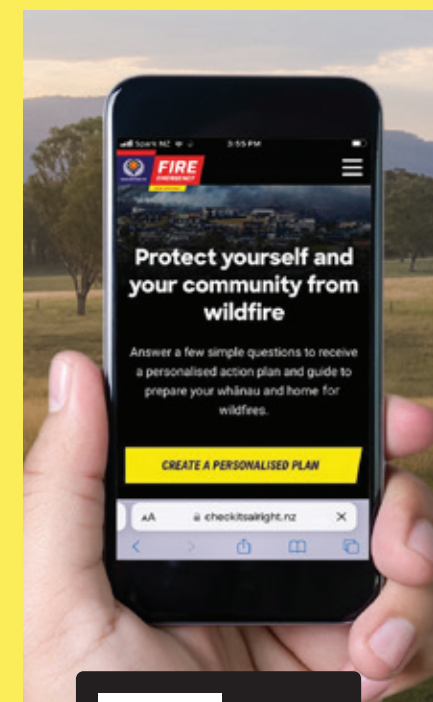 Spark NZ
3:55 PM
FIRE
EMERGENCY
Protect yourself and
your community from
wildfire
Answer a few simple questions to receive
a personalised action plan and guide to
prepare your whānau and home for
wildfires.
CREATE A PERSONALISED PLAN
AA
checkitsalright.nz